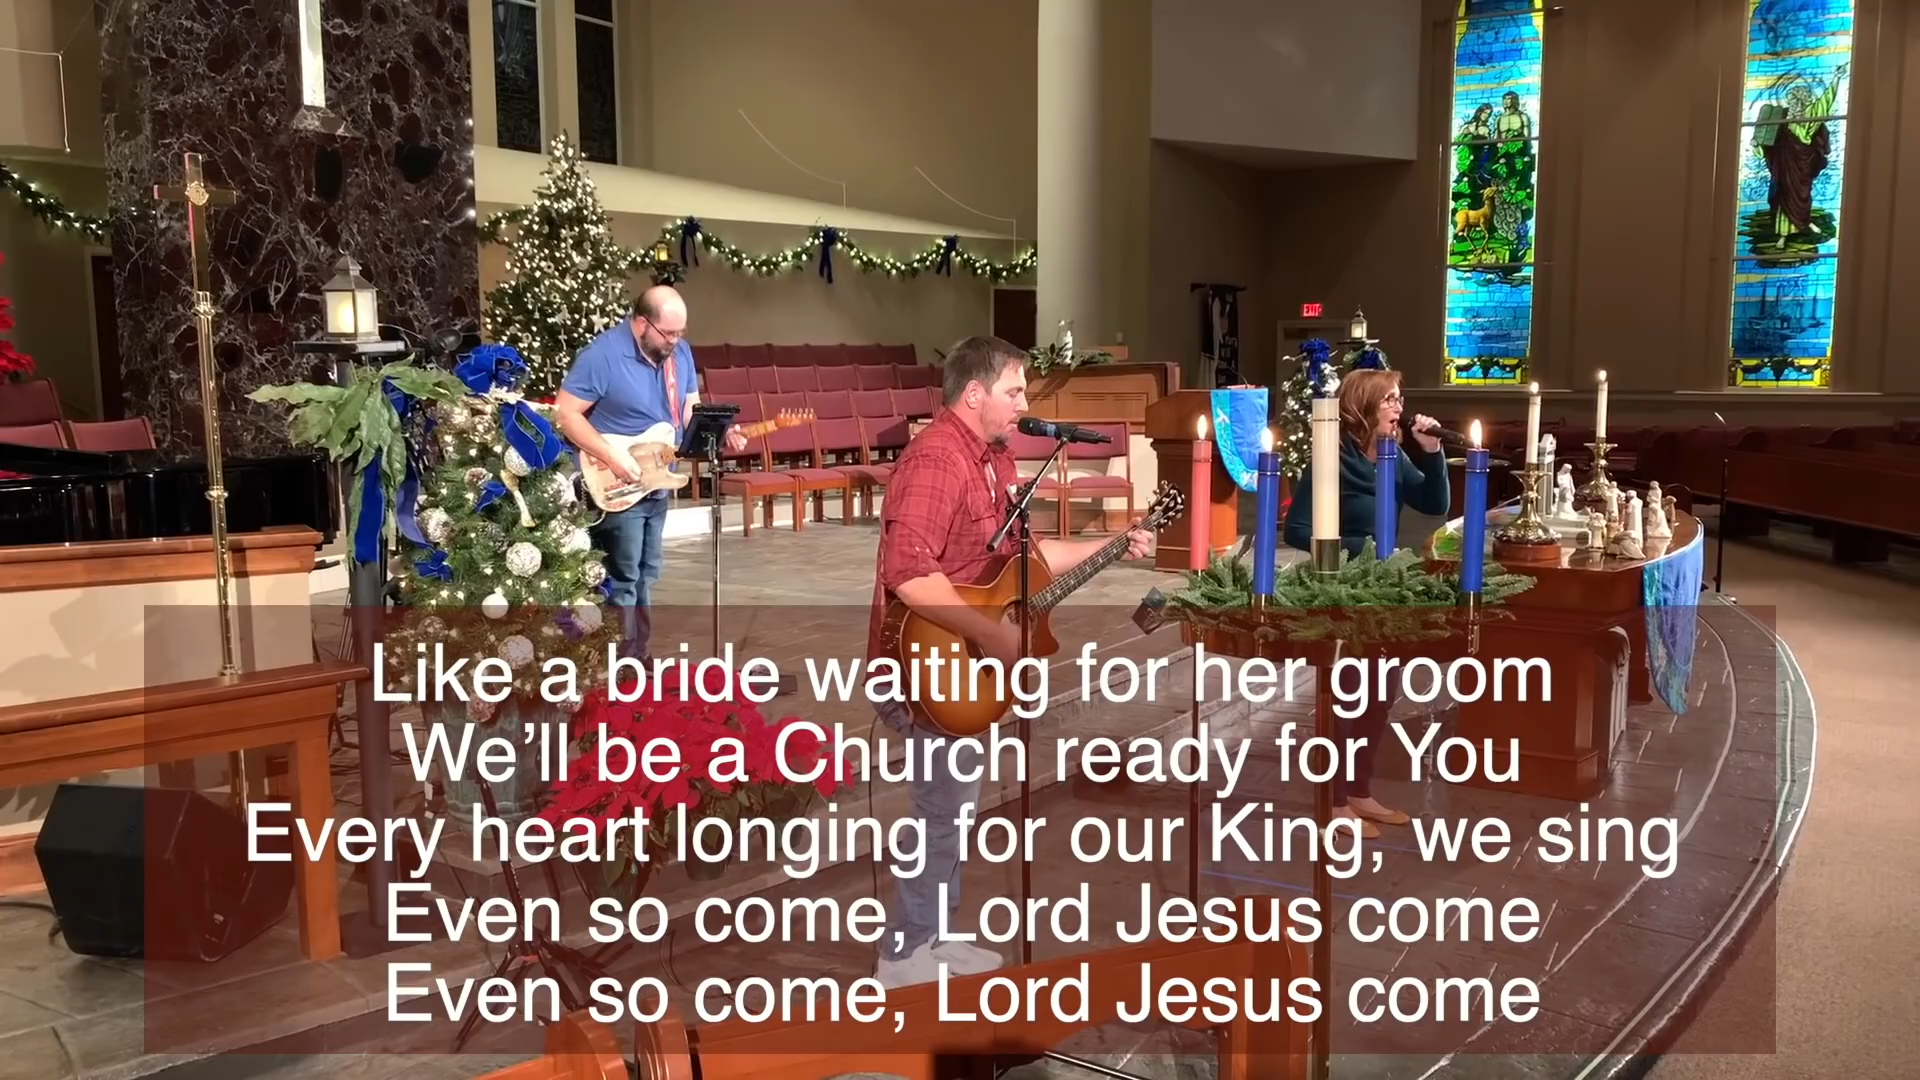 EXIT
Like a bride waiting for her groom
We’ll be a Church ready for You
Every heart longing for our King, we sing
Even so come, Lord Jesus come
Even so come, Lord Jesus come